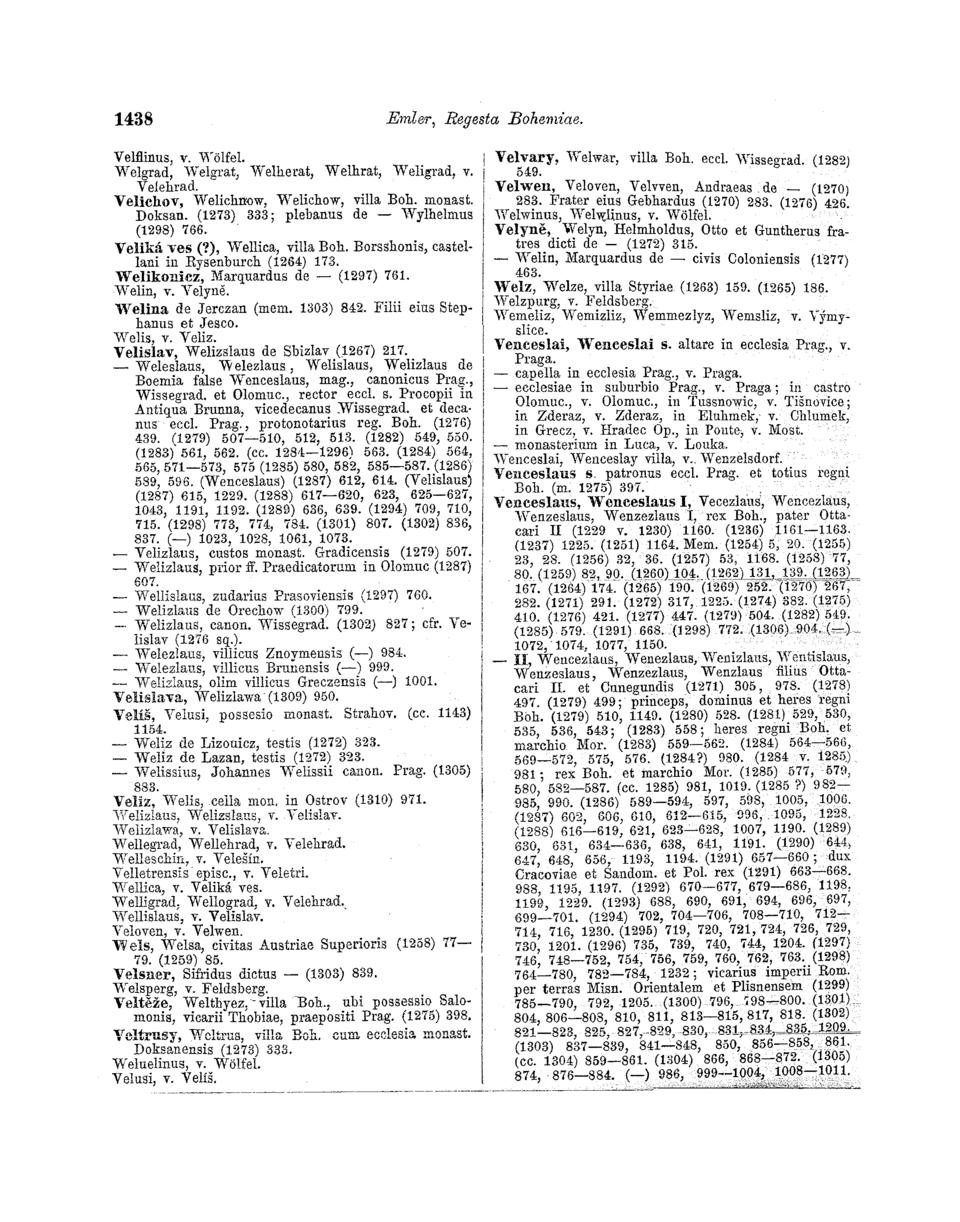 1438
Emler, Regesta Bohemiae.
Velflinus, v. Wölfel.
Welgrad, Welgrat, Welherat, Welhrat, Weligrad, v.
Velehrad.
Velichov, Welichnow, Welichow, villa Boh. monast.
Doksan. (1273) 333; plebanus de — Wylhelmus
(1298) 766.
Veliká ves (?), Wellica, villa Boh. Borsshonis, castel-
lani in Rysenburch (1264) 173.
Welikonicz, Marquardus de — (1297) 761.
Welin, v. Velyně.
Welina de Jerczan (mem. 1303) 842. Filii eius Step-
hanus et Jesco.
Welis, v. Veliz.
Velislav, Welizslaus de Sbizlav (1267) 217.
— Weleslaus, Welezlaus, Welislaus, Welizlaus de
Boemia false Wenceslaus, mag., canonicus Prag.,
Wissegrad. et Olomuc., rector eccl. s. Procopii in
Antiqua Brunna, vicedecanus Wissegrad. et deca-
nus eccl. Prag., protonotarius reg. Boh. (1276)
439. (1279) 507—510, 512, 513. (1282) 549, 550.
(1283) 561, 562. (cc. 1284—1296) 563. (1284) 564,
565, 571—573, 575 (1285) 580, 582, 585—587. (1286)
589, 596. (Wenceslaus) (1287) 612, 614. (Velislaus)
(1287) 615, 1229. (1288) 617—620, 623, 625—627,
1043, 1191, 1192. (1289) 636, 639. (1294) 709, 710,
715. (1298) 773, 774, 784. (1301) 807. (1302) 836,
837. (—) 1023, 1028, 1061, 1073.
— Velizlaus, custos monast. Gradicensis (1279) 507.
— Welizlaus, prior ff. Praedicatorum in Olomuc (1287)
607.
— Wellislaus, zudarius Prasoviensis (1297) 760.
— Welizlaus de Orechow (1300) 799.
— Welizlaus, canon. Wissegrad. (1302) 827; cfr. Ve-
lislav (1276 sq.).
— Welezlaus, villicus Znoymensis (—) 984.
— Welezlaus, villicus Brunensis (—) 999.
— Welizlaus, olim villicus Greczensis (—) 1001.
Velislava, Welizlawa (1309) 950.
Velíš, Velusi, possesio monast. Strahov. (cc. 1143)
1154.
— Weliz de Lizonicz, testis (1272) 323.
— Weliz de Lazan, testis (1272) 323.
— Welissius, Johannes Welissii canon. Prag. (1305)
883.
Veliz, Welis, cella mon. in Ostrov (1310) 971.
Welizlaus, Welizslaus, v. Velislav.
Welizlawa, v. Velislava.
Wellegrad, Wellehrad, v. Velehrad.
Welleschin, v. Velešín.
Velletrensis episc., v. Veletri.
Wellica, v. Veliká ves.
Welligrad, Wellograd, v. Velehrad.
Wellislaus, v. Velislav.
Veloven, v. Velwen.
Wels, Welsa, civitas Austriae Superioris (1258) 77—
79. (1259) 85.
Velsner, Sifridus dictus — (1303) 839.
Welsperg, v. Feldsberg.
Veltěže, Welthyez, villa Boh., ubi possessio Salo-
monis, vicarii Thobiae, praepositi Prag. (1275) 398.
Veltrusy, Weltrus, villa Boh. cum ecclesia monast.
Doksanensis (1273) 333.
Weluelinus, v. Wölfel.
Velusi, v. Velíš.
Velvary, Welwar, villa Boh. eccl. Wissegrad. (1282)
549.
Velwen, Veloven, Velvven, Andraeas de — (1270)
283. Frater eius Gebhardus (1270) 283. (1276) 426.
Welwinus, Welwlinus, v. Wölfel.
Velyně, Welyn, Helmholdus, Otto et Guntherus fra-
tres dicti de — (1272) 315.
— Welin, Marquardus de — civis Coloniensis (1277)
463.
Welz, Welze, villa Styriae (1263) 159. (1265) 186.
Welzpurg, v. Feldsberg.
Wemeliz, Wemizliz, Wemmezlyz, Wemsliz, v. Výmy-
slice.
Venceslai, Wenceslai s. altare in ecclesia Prag., v.
Praga.
— capella in ecclesia Prag., v. Praga.
— ecclesiae in suburbio Prag., v. Praga; in castro
Olomuc., v. Olomuc., in Tussnowic, v. Tišnovice;
in Zderaz, v. Zderaz, in Eluhmek, v. Chlumek,
in Grecz, v. Hradec Op., in Ponte, v. Most.
— monasterium in Luca, v. Louka.
Wenceslai, Wenceslay villa, v. Wenzelsdorf.
Venceslaus s. patronus eccl. Prag. et totius regni
Boh. (m. 1275) 397.
Venceslaus, Wenceslaus I, Vecezlaus, Wencezlaus,
Wenzeslaus, Wenzezlaus I, rex Boh., pater Otta-
cari II (1229 v. 1230) 1160. (1236) 1161—1163.
(1237) 1225. (1251) 1164. Mem. (1254) 5, 20. (1255)
23, 28. (1256) 32, 36. (1257) 53, 1168. (1258) 77,
80. (1259) 82, 90. (1260) 104. (1262) 131, 139. (1263)
167. (1264) 174. (1265) 190. (1269) 252. (1270) 267,
282. (1271) 291. (1272) 317, 1225. (1274) 382. (1275)
410. (1276) 421. (1277) 447. (1279) 504. (1282) 549.
(1285) 579. (1291) 668. (1298) 772. (1306) 904. (—)
1072, 1074, 1077, 1150.
— II, Wencezlaus, Wenezlaus, Wenizlaus, Wentislaus,
Wenzeslaus, Wenzezlaus, Wenzlaus filius Otta-
cari II. et Cunegundis (1271) 305, 978. (1278)
497. (1279) 499; princeps, dominus et heres regni
Boh. (1279) 510, 1149. (1280) 528. (1281) 529, 530,
535, 536, 543; (1283) 558; heres regni Boh. et
marchio Mor. (1283) 559—562. (1284) 564—566,
569—572, 575, 576. (1284?) 980. (1284 v. 1285)
981; rex Boh. et marchio Mor. (1285) 577, 579,
580, 582—587. (cc. 1285) 981, 1019. (1285 ?) 982—
985, 990. (1286) 589—594, 597, 598, 1005, 1006.
(1287) 602, 606, 610, 612—615, 996, 1095, 1228.
(1288) 616—619, 621, 623—628, 1007, 1190. (1289)
630, 631, 634—636, 638, 641, 1191. (1290) 644,
647, 648, 656, 1193, 1194. (1291) 657—660; dux
Cracoviae et Sandom. et Pol. rex (1291) 663—668.
988, 1195, 1197. (1292) 670—677, 679—686, 1198,
1199, 1229. (1293) 688, 690, 691, 694, 696, 697,
699—701. (1294) 702, 704—706, 708—710, 712—
714, 716, 1230. (1295) 719, 720, 721, 724, 726, 729,
730, 1201. (1296) 735, 739, 740, 744, 1204. (1297)
746, 748—752, 754, 756, 759, 760, 762, 763. (1298)
764—780, 782—784, 1232; vicarius imperii Rom.
per terras Misn. Orientalem et Plisnensem (1299)
785—790, 792, 1205. (1300) 796, 798—800. (1301)
804, 806—808, 810, 811, 813—815, 817, 818. (1302)
821—823, 825, 827, 829, 830, 831, 834, 835, 1209.
(1303) 837—839, 841—848, 850, 856—858, 861.
(cc. 1304) 859—861. (1304) 866, 868—872. (1305)
874, 876—884. (—) 986, 999—1004, 1008—1011.